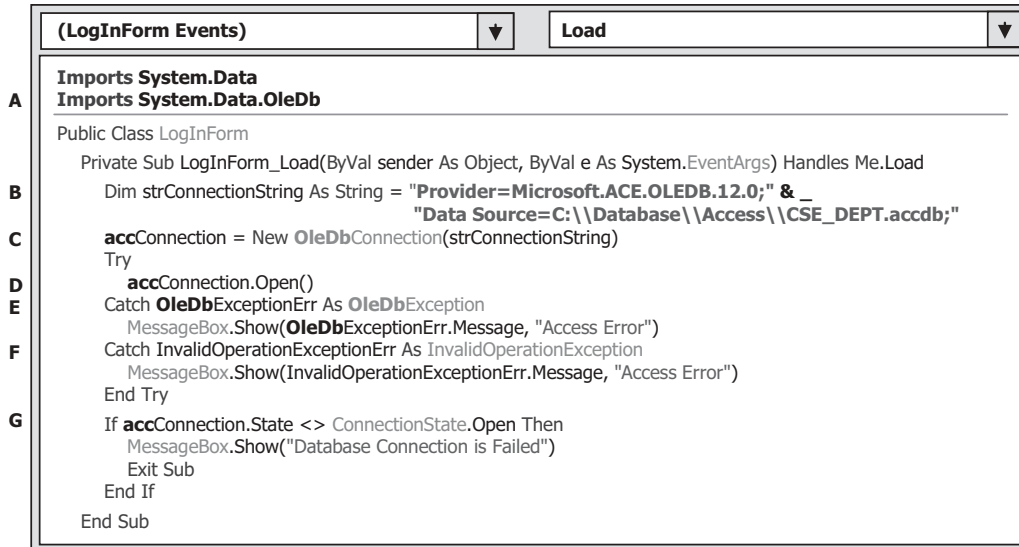 (LogInForm Events) Load
Imports System.Data
A Imports System.Data.OleDb
Public Class LogInForm
Private Sub LogInForm_Load(ByVal sender As Object, ByVal e As System.EventArgs) Handles Me.Load
B Dim strConnectionString As String = "Provider=Microsoft.ACE.OLEDB.12.0;" & _
"Data Source=C:\\Database\\Access\\CSE_DEPT.accdb;"
C accConnection = New OleDbConnection(strConnectionString)
Try
D accConnection.Open()
E Catch OleDbExceptionErr As OleDbException
MessageBox.Show(OleDbExceptionErr.Message, "Access Error")
F Catch InvalidOperationExceptionErr As InvalidOperationException
MessageBox.Show(InvalidOperationExceptionErr.Message, "Access Error")
End Try
G If accConnection.State <> ConnectionState.Open Then
MessageBox.Show("Database Connection is Failed")
Exit Sub
End If
End Sub